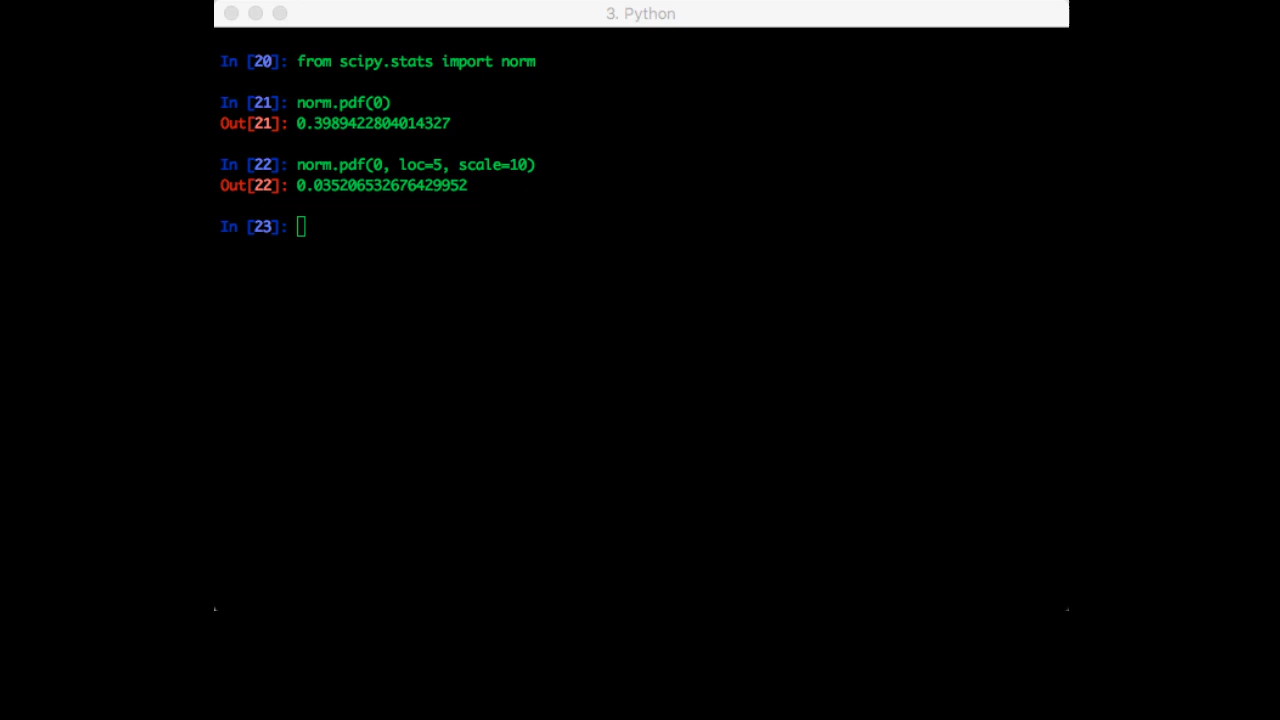 3. Python
In [20]: from scipy.stats import norm
In [21]: norm.pdf(0)
Out[21]: 0.3989422804014327
In [22]: norm.pdf(0, loc=5, scale=10)
Out[22]: 0.035206532676429952
In [23]: